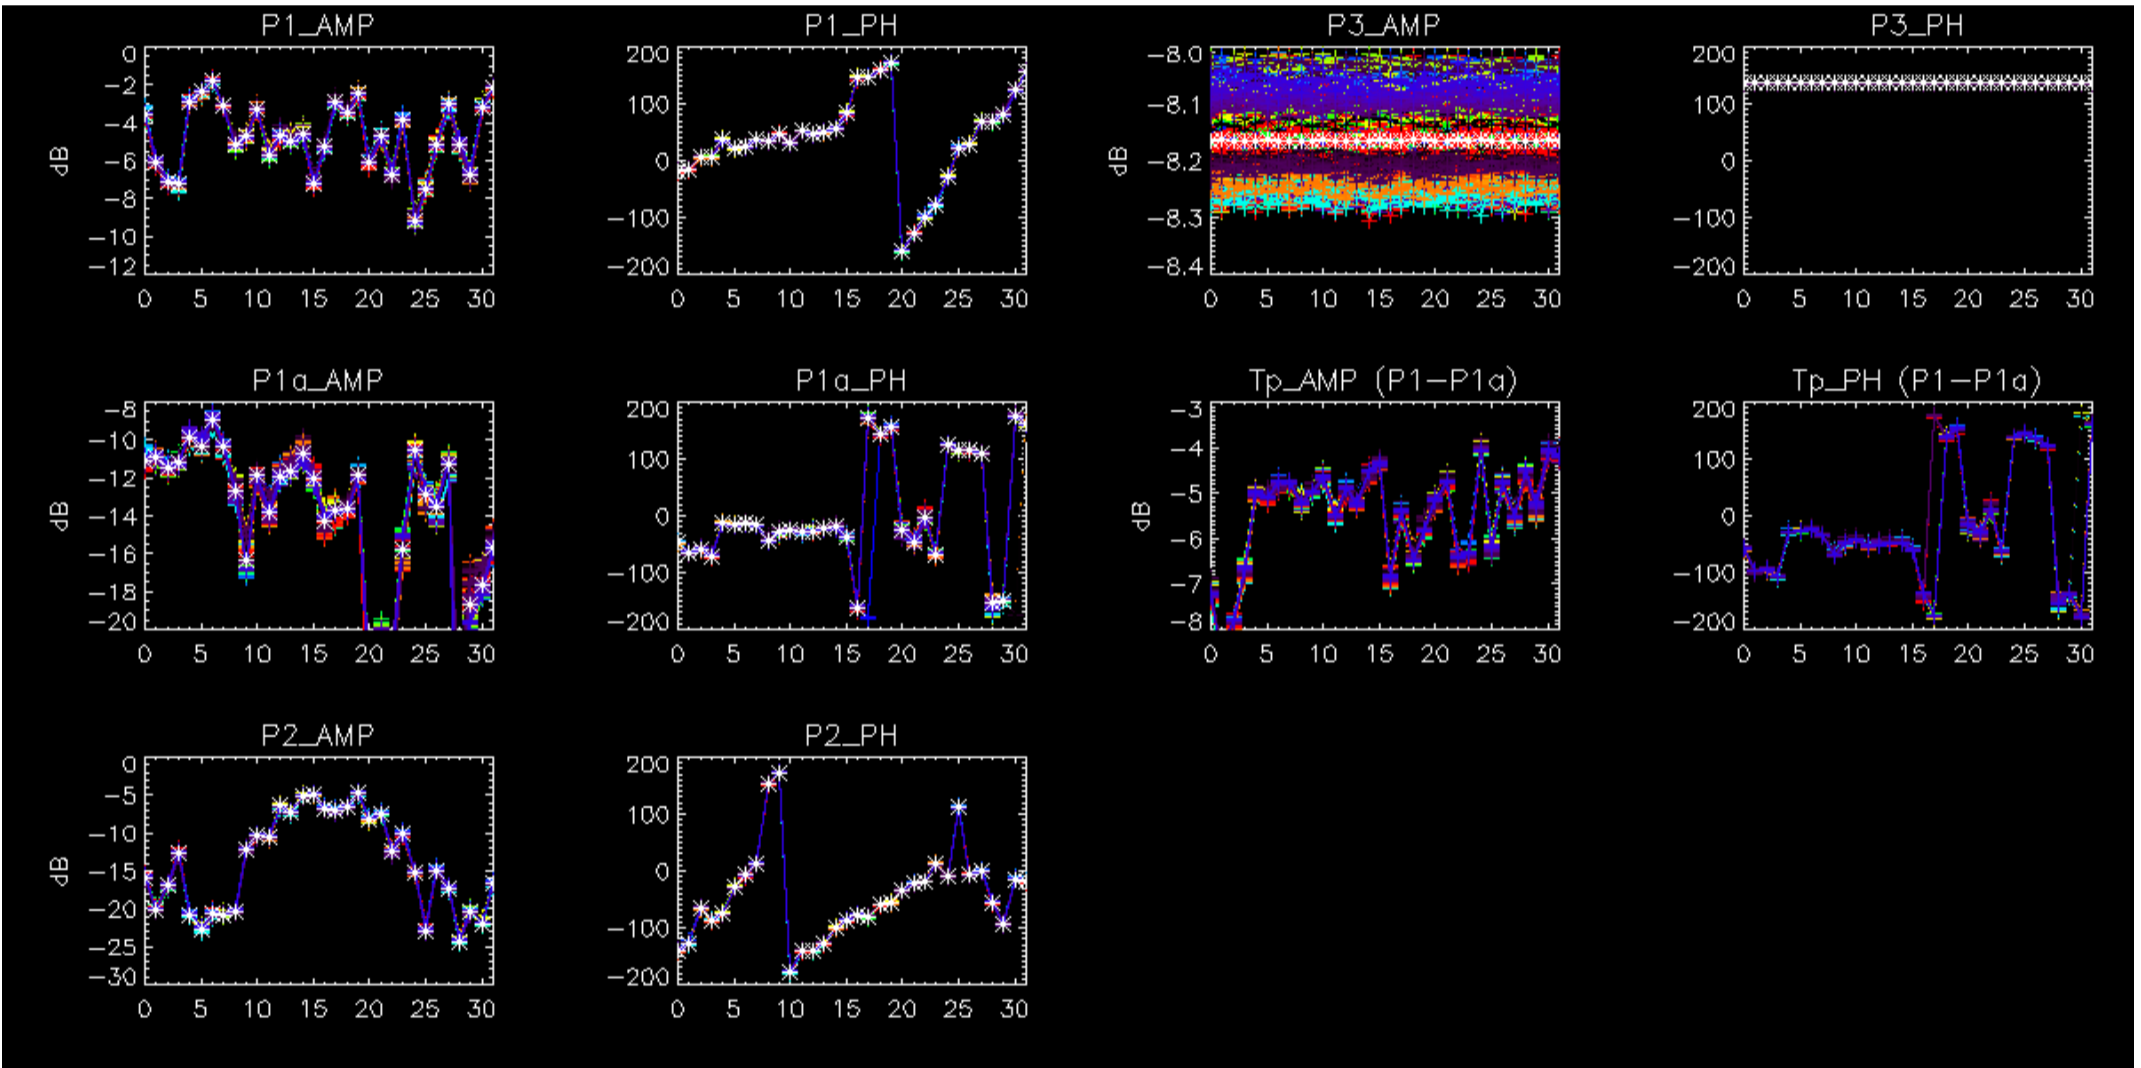 P1_AMP
0
-2
-4
-6
-8
-10
-12
dB
0 5 10 15 20 25 30
P1_PH
200
100
0
-100
-200
0 5 10 15 20 25 30
P3_AMP
-8.0
-8.1
-8.2
-8.3
-8.4
dB
0 5 10 15 20 25 30
P3_PH
200
100
0
-100
-200
0 5 10 15 20 25 30
P1a_AMP
-8
-10
-12
-14
-16
-18
-20
dB
0 5 10 15 20 25 30
P1a_PH
200
100
0
-100
-200
0 5 10 15 20 25 30
Tp_AMP (P1-P1a)
-3
-4
-5
-6
-7
-8
dB
0 5 10 15 20 25 30
Tp_PH (P1-P1a)
200
100
0
-100
-200
0 5 10 15 20 25 30
P2_AMP
0
-5
-10
-15
-20
-25
-30
dB
0 5 10 15 20 25 30
P2_PH
200
100
0
-100
-200
0 5 10 15 20 25 30